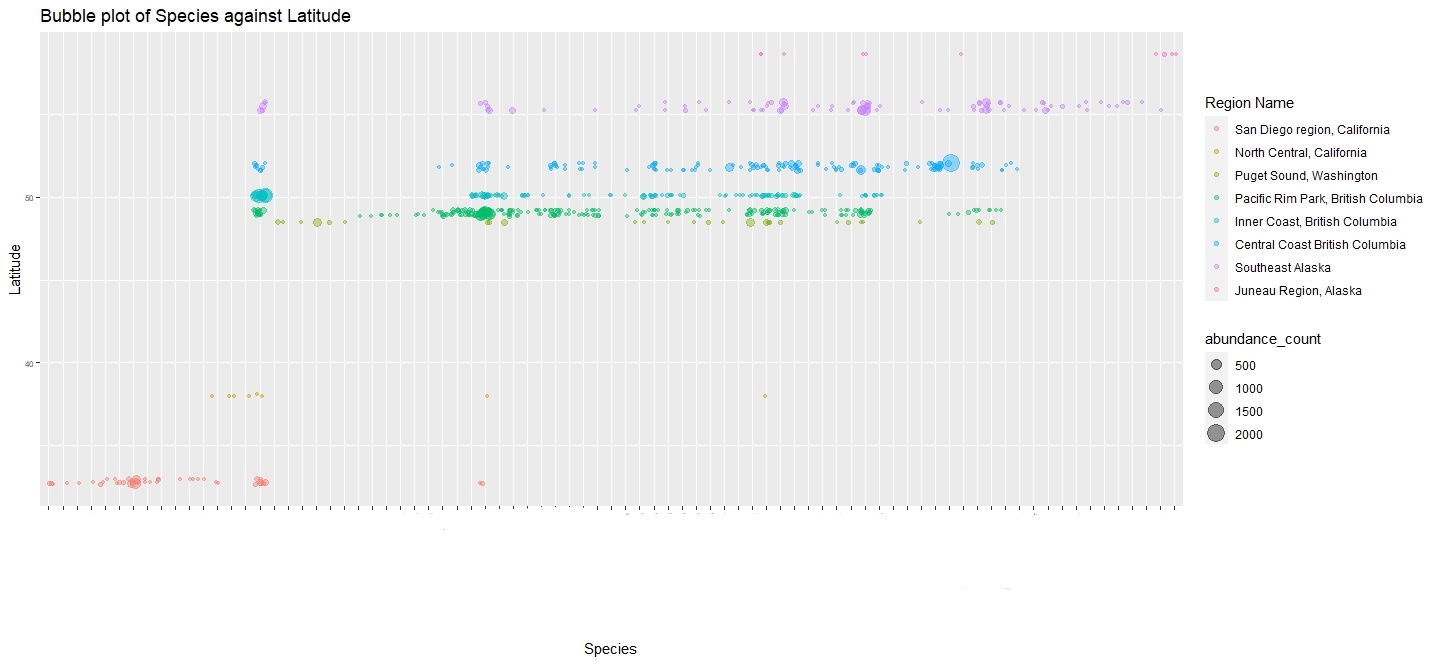 Bubble plot of Species against Latitude
Latitude
50
40
Species
Region Name
San Diego region, California
North Central, California
Puget Sound, Washington
Pacific Rim Park, British Columbia
Inner Coast, British Columbia
Central Coast British Columbia
Southeast Alaska
Juneau Region, Alaska
abundance_count
500
1000
1500
2000